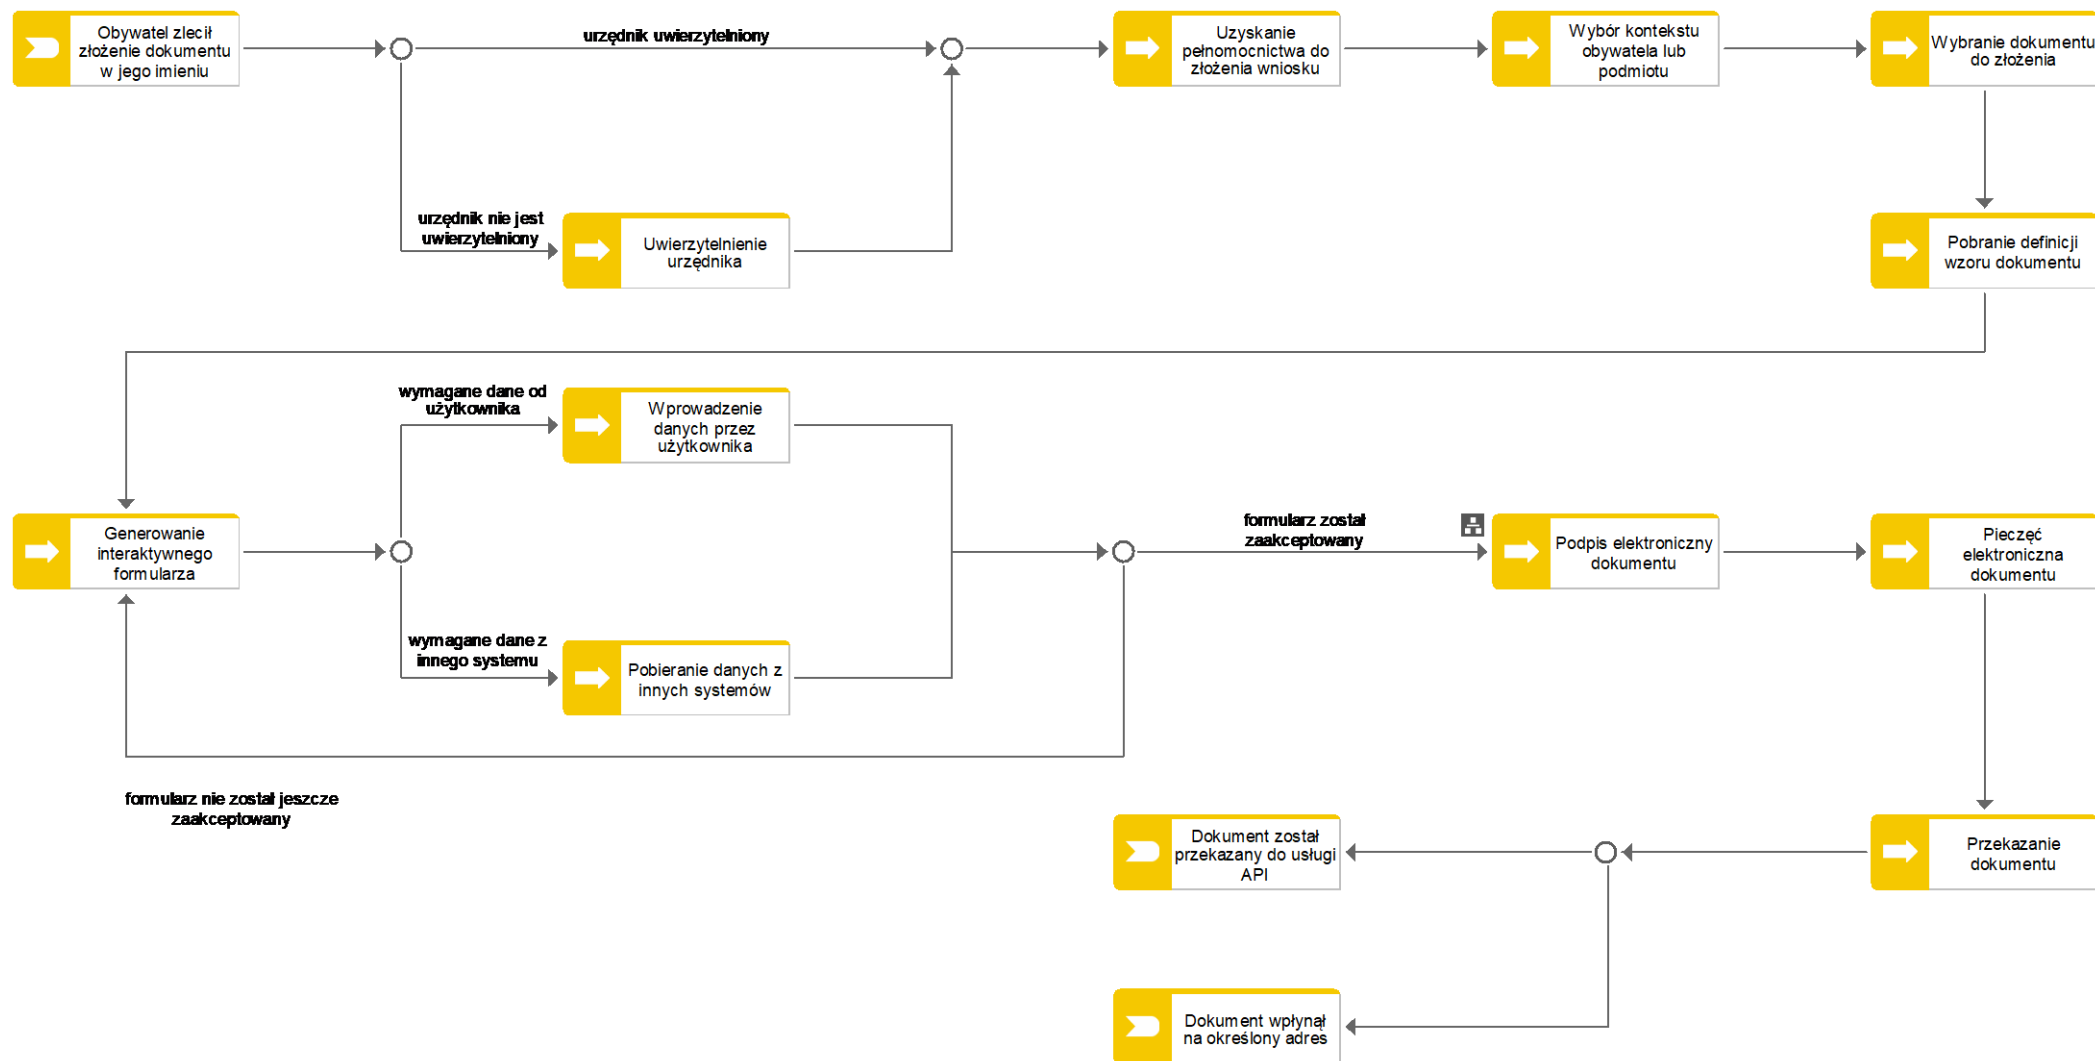 Obywatel zlecił
złożenie dokumentu
w jego imieniu
urzędnik uwierzytelniony
Uzyskanie
pełnomocnictwa do
złożenia wniosku
Wybór kontekstu
obywatela lub
podmiotu
Wybranie dokumentu
do złożenia
urzędnik nie jest
uwierzytelniony
Uwierzytelnienie
urzędnika
Pobranie definicji
wzoru dokumentu
wymagane dane od
użytkownika
Wprowadzenie
danych przez
użytkownika
Generowanie
interaktywnego
formularza
formularz został
zaakceptowany
Podpis elektroniczny
dokumentu
Pieczęć
elektroniczna
dokumentu
wymagane dane z
innego systemu
Pobieranie danych z
innych systemów
formularz nie został jeszcze
zaakceptowany
Dokument został
przekazany do usługi
API
Przekazanie
dokumentu
Dokument wpłynął
na określony adres